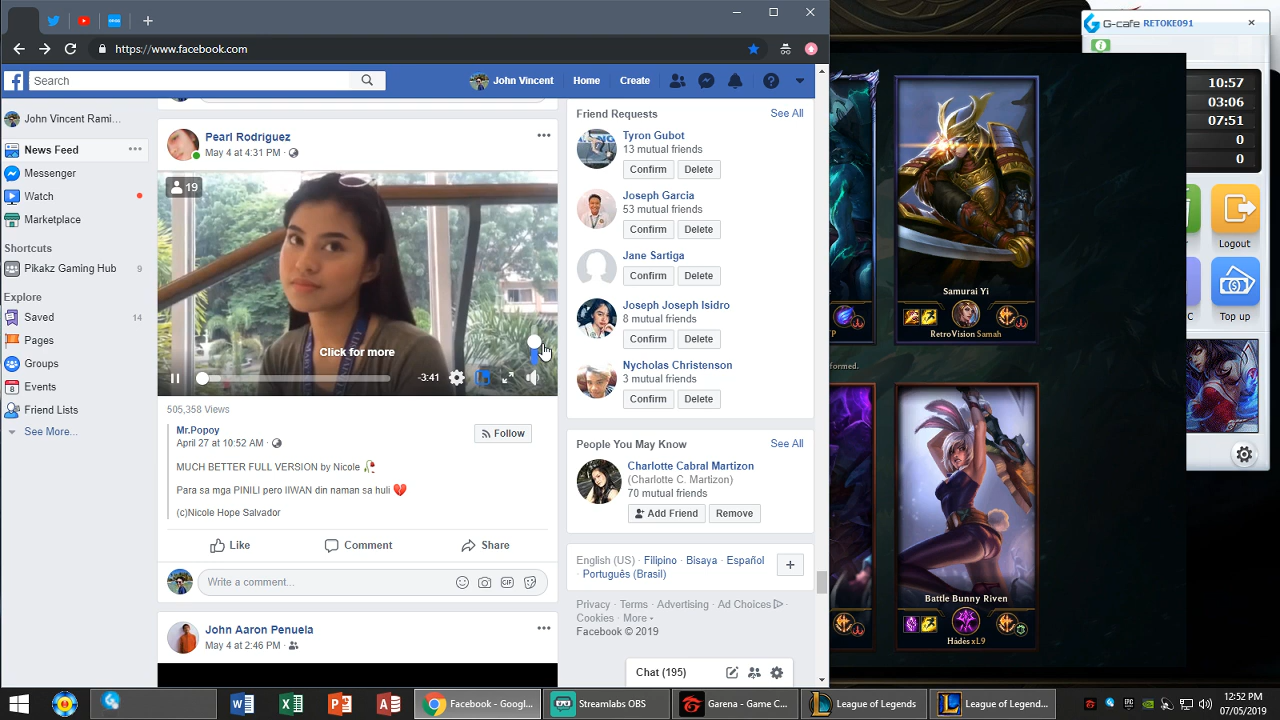 https://www.facebook.com
Search
John Vincent
Home
Create
John Vincent Rami...
News Feed
Messenger
Watch
Marketplace
Shortcuts
Pikakz Gaming Hub 9
Explore
Saved 14
Pages
Groups
Events
Friend Lists
See More...
Pearl Rodriguez
May 4 at 4:31 PM
19
Click for more
-3:41
505,358 Views
Mr.Popoy
April 27 at 10:52 AM
Follow
MUCH BETTER FULL VERSION by Nicole
Para sa mga PINILI pero IIWAN din naman sa huli
(c)Nicole Hope Salvador
Like
Comment
Share
Write a comment...
GIF
John Aaron Penuela
May 4 at 2:46 PM
Friend Requests
See All
Tyron Gubot
13 mutual friends
Confirm
Delete
Joseph Garcia
53 mutual friends
Confirm
Delete
Jane Sartiga
Confirm
Delete
Joseph Joseph Isidro
8 mutual friends
Confirm
Delete
Nycholas Christenson
3 mutual friends
Confirm
Delete
People You May Know
See All
Charlotte Cabral Martizon
(Charlotte C. Martizon)
70 mutual friends
Add Friend
Remove
English (US) · Filipino · Bisaya · Español
· Português (Brasil)
Privacy · Terms · Advertising · Ad Choices ·
Cookies · More
Facebook © 2019
Chat (195)
Samurai Yi
RetroVision Samah
formed.
Battle Bunny Riven
Hádès xL9
G-cafe RETOKE091
10:57
03:06
07:51
0
0
Logout
Top up
Facebook - Googl...
Streamlabs OBS
Garena - Game C...
League of Legends
League of Legend...
12:52 PM
07/05/2019